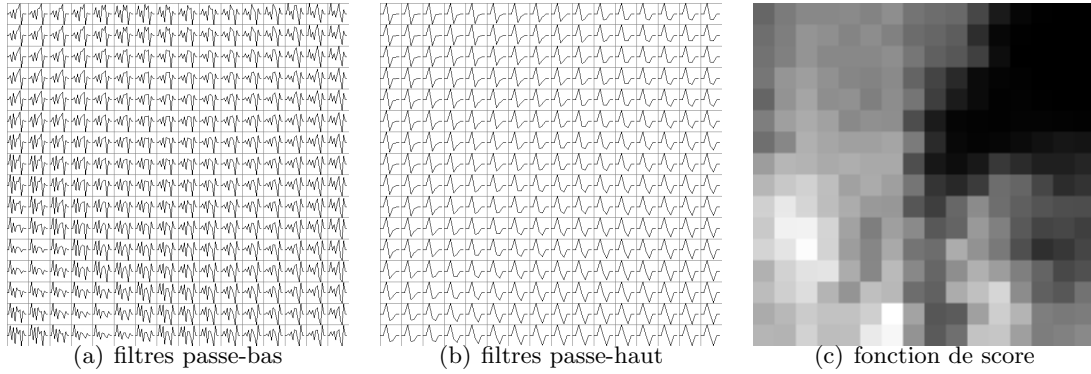 (a) filtres passe-bas
(b) filtres passe-haut
(c) fonction de score